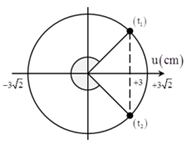 (t₁)
u(cm)
−3√2
+3
+3√2
(t₂)